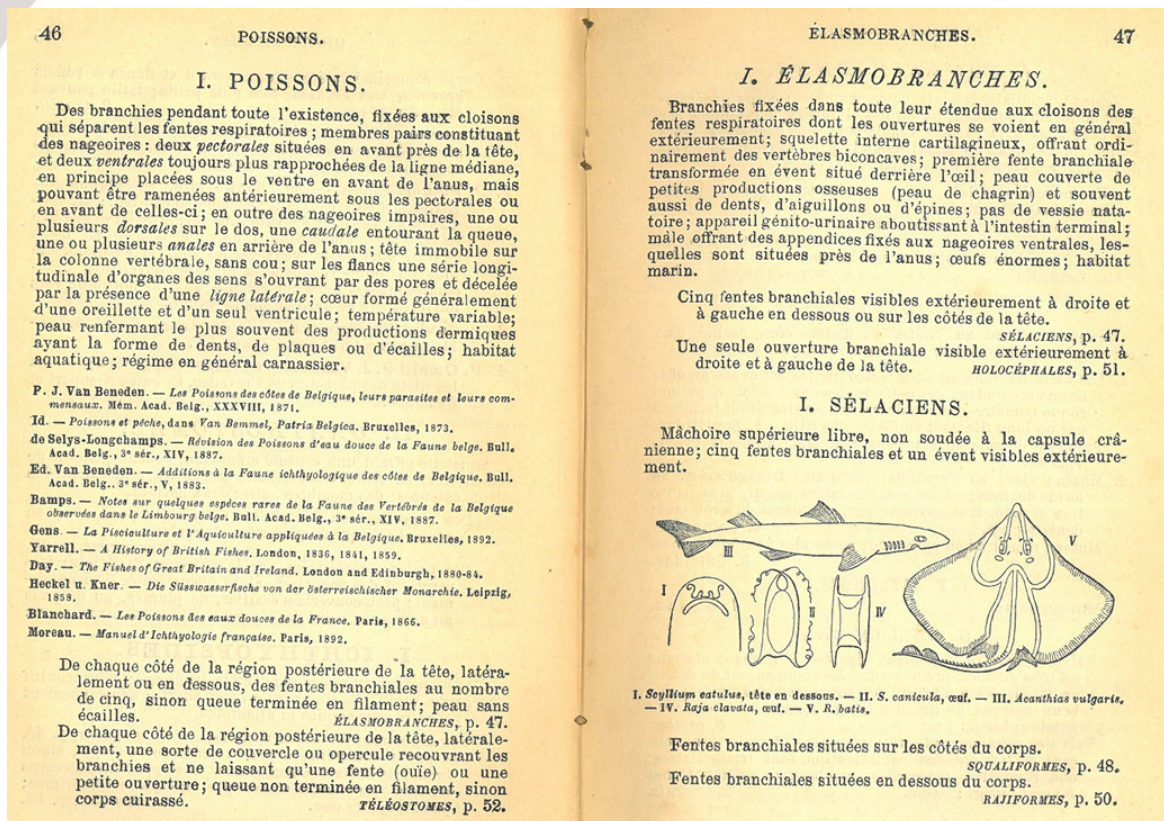 46
POISSONS.
I. POISSONS.
Des branchies pendant toute l'existence, fixées aux cloisons
qui séparent les fentes respiratoires ; membres pairs constituant
des nageoires : deux pectorales situées en avant près de la tête,
et deux ventrales toujours plus rapprochées de la ligne médiane,
en principe placées sous le ventre en avant de l'anus, mais
pouvant être ramenées antérieurement sous les pectorales ou
en avant de celles-ci ; en outre des nageoires impaires, une ou
plusieurs dorsales sur le dos, une caudale entourant la queue,
une ou plusieurs anales en arrière de l'anus ; tête immobile sur
la colonne vertébrale, sans cou ; sur les flancs une série longi-
tudinale d'organes des sens s'ouvrant par des pores et décelée
par la présence d'une ligne latérale ; cœur formé généralement
d'une oreillette et d'un seul ventricule ; température variable ;
peau renfermant le plus souvent des productions dermiques
ayant la forme de dents, de plaques ou d'écailles ; habitat
aquatique ; régime en général carnassier.
P. J. Van Beneden. — Les Poissons des côtes de Belgique, leurs parasites et leurs com-
mensaux. Mém. Acad. Belg., XXXVIII, 1871.
Id. — Poissons et pêche, dans Van Bemmel, Patria Belgica. Bruxelles, 1873.
de Selys-Longchamps. — Révision des Poissons d'eau douce de la Faune belge. Bull.
Acad. Belg., 3e sér., XIV, 1887.
Ed. Van Beneden. — Additions à la Faune ichthyologique des côtes de Belgique. Bull.
Acad. Belg.. 3e sér., V, 1883.
Bamps. — Notes sur quelques espèces rares de la Faune des Vertébrés de la Belgique
observées dans le Limbourg belge. Bull. Acad. Belg., 3e sér., XIV, 1887.
Gens. — La Pisciculture et l'Aquiculture appliquées à la Belgique. Bruxelles, 1892.
Yarrell. — A History of British Fishes. London, 1836, 1841, 1859.
Day. — The Fishes of Great Britain and Ireland. London and Edinburgh, 1880-84.
Heckel u. Kner. — Die Süsswasserfische von der österreischischer Monarchie. Leipzig,
1858.
Blanchard. — Les Poissons des eaux douces de la France. Paris, 1866.
Moreau. — Manuel d'Ichthyologie française. Paris, 1892.
De chaque côté de la région postérieure de la tête, latéra-
lement ou en dessous, des fentes branchiales au nombre
de cinq, sinon queue terminée en filament ; peau sans
écailles. ÉLASMOBRANCHES, p. 47.
De chaque côté de la région postérieure de la tête, latérale-
ment, une sorte de couvercle ou opercule recouvrant les
branchies et ne laissant qu'une fente (ouïe) ou une
petite ouverture ; queue non terminée en filament, sinon
corps cuirassé. TÉLÉOSTOMES, p. 52.
ÉLASMOBRANCHES.
47
I. ÉLASMOBRANCHES.
Branchies fixées dans toute leur étendue aux cloisons des
fentes respiratoires dont les ouvertures se voient en général
extérieurement ; squelette interne cartilagineux, offrant ordi-
nairement des vertèbres biconcaves ; première fente branchiale
transformée en évent situé derrière l'œil ; peau couverte de
petites productions osseuses (peau de chagrin) et souvent
aussi de dents, d'aiguillons ou d'épines ; pas de vessie nata-
toire ; appareil génito-urinaire aboutissant à l'intestin terminal ;
mâle offrant des appendices fixés aux nageoires ventrales, les-
quelles sont situées près de l'anus ; œufs énormes ; habitat
marin.
Cinq fentes branchiales visibles extérieurement à droite et
à gauche en dessous ou sur les côtés de la tête.
SÉLACIENS, p. 47.
Une seule ouverture branchiale visible extérieurement à
droite et à gauche de la tête. HOLOCÉPHALES, p. 51.
I. SÉLACIENS.
Mâchoire supérieure libre, non soudée à la capsule crâ-
nienne ; cinq fentes branchiales et un évent visibles extérieure-
ment.
III
V
I
II
IV
I. Scyllium catulus, tête en dessous. — II. S. canicula, œuf. — III. Acanthias vulgaris.
— IV. Raja clavata, œuf. — V. R. batis.
Fentes branchiales situées sur les côtés du corps.
SQUALIFORMES, p. 48.
Fentes branchiales situées en dessous du corps.
RAJIFORMES, p. 50.